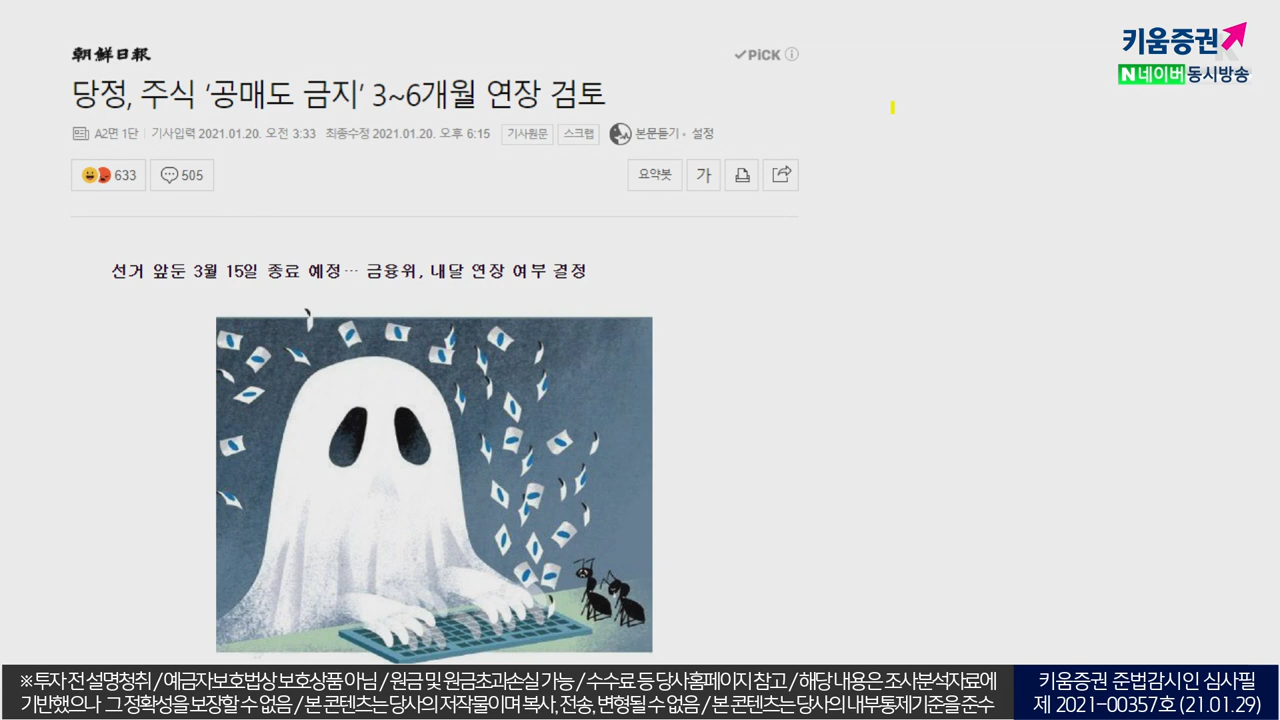 朝鮮日報
PiCK
키움증권
N네이버 동시방송
당정, 주식 ‘공매도 금지’ 3~6개월 연장 검토
A2면 1단 기사입력 2021.01.20. 오전 3:33 최종수정 2021.01.20. 오후 6:15 기사원문 스크랩 본문듣기 · 설정
633 505 요약봇 가
선거 앞둔 3월 15일 종료 예정… 금융위, 내달 연장 여부 결정
※ 투자 전 설명청취 / 예금자보호법상 보호상품 아님 / 원금 및 원금초과손실 가능 / 수수료 등 당사홈페이지 참고 / 해당 내용은 조사분석자료에
기반했으나 그 정확성을 보장할 수 없음 / 본 콘텐츠는 당사의 저작물이며 복사, 전송, 변형될 수 없음 / 본 콘텐츠는 당사의 내부통제기준을 준수
키움증권 준법감시인 심사필
제 2021-00357호 (21.01.29)